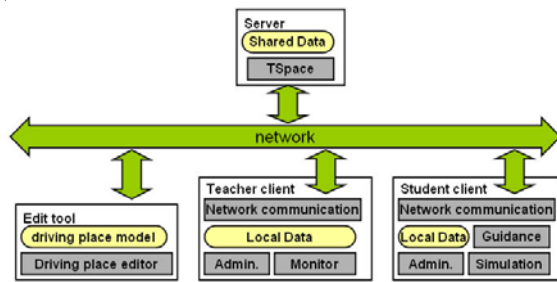 Server
Shared Data
TSpace
network
Edit tool
driving place model
Driving place editor
Teacher client
Network communication
Local Data
Admin. Monitor
Student client
Network communication
Local Data Guidance
Admin. Simulation